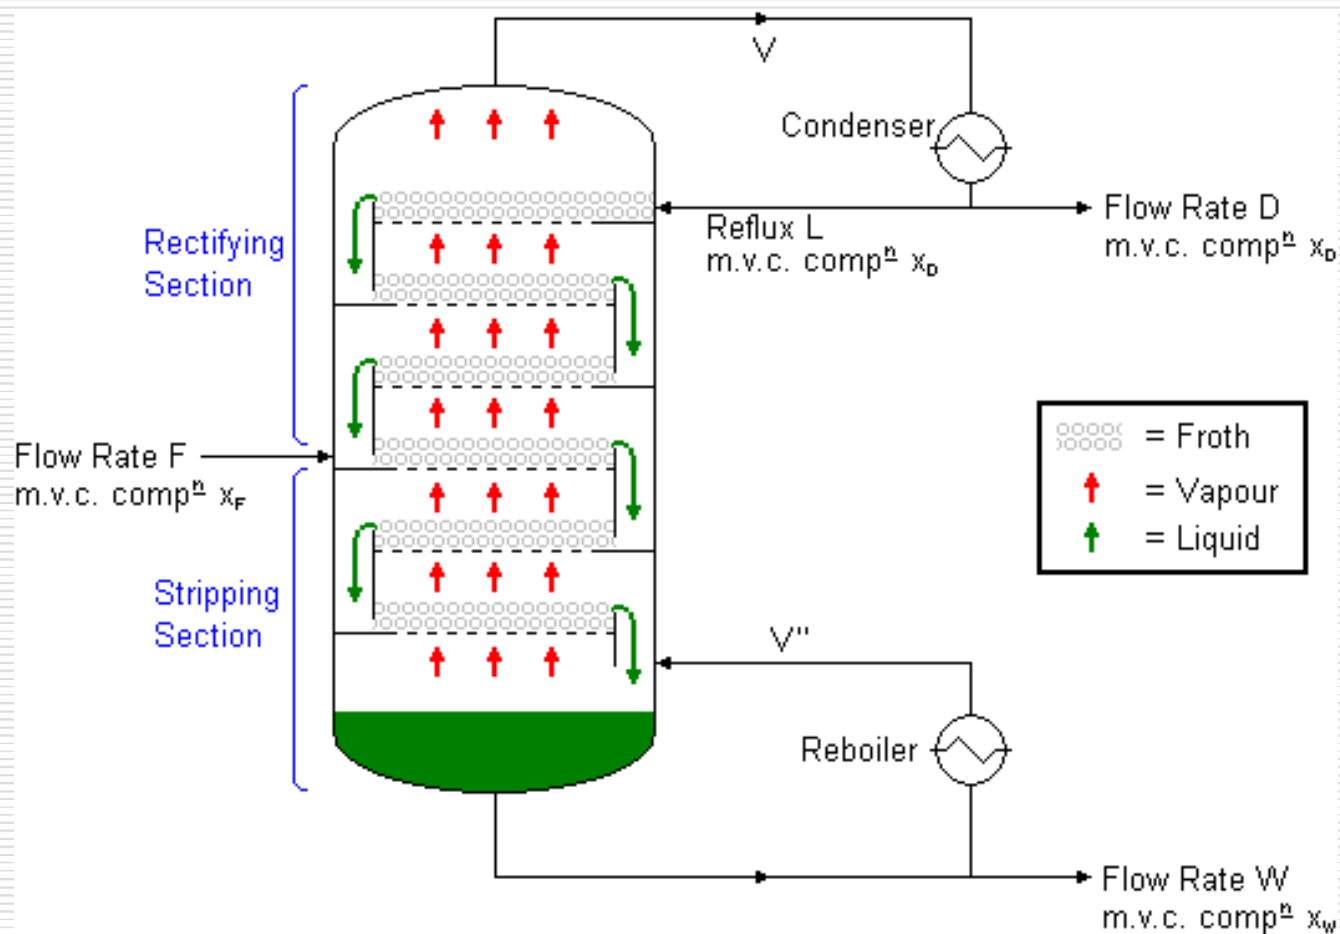 V
Condenser
Flow Rate D
m.v.c. compⁿ x_D
Reflux L
m.v.c. compⁿ x_D
Rectifying
Section
Flow Rate F
m.v.c. compⁿ x_F
= Froth
= Vapour
= Liquid
Stripping
Section
V"
Reboiler
Flow Rate W
m.v.c. compⁿ x_W